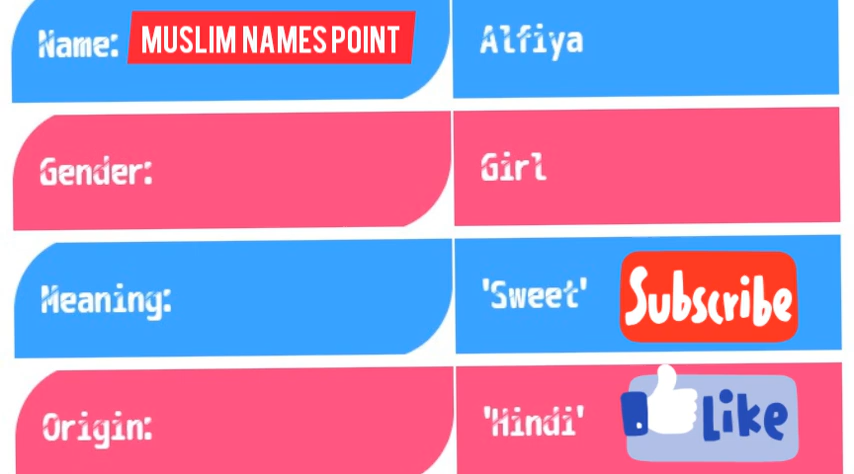 Name: MUSLIM NAMES POINT Alfiya
Gender: Girl
Meaning: 'Sweet' Subscribe
Origin: 'Hindi' Like